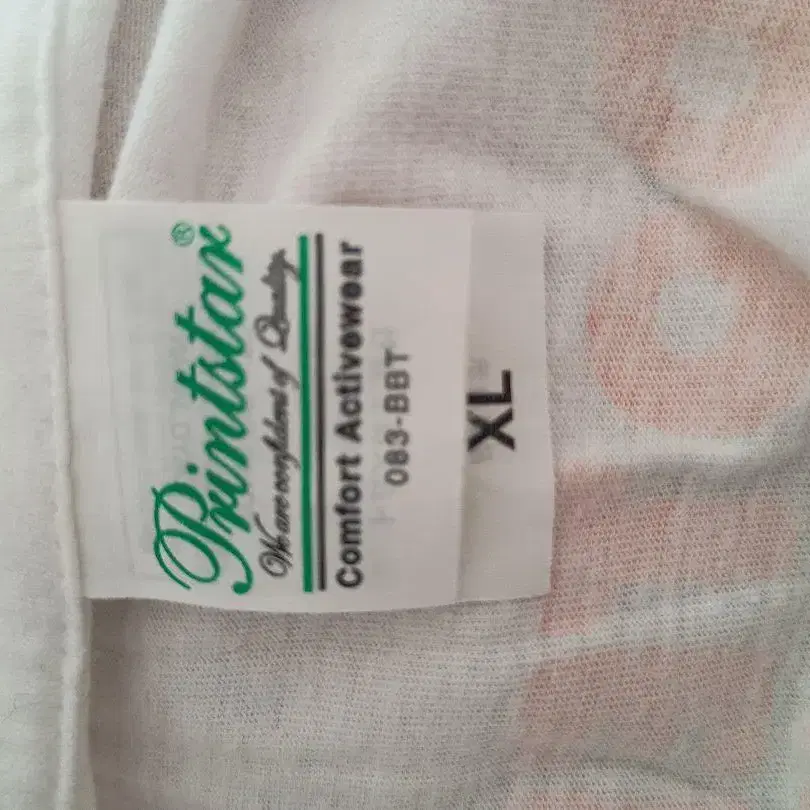 Printstar®
We are confident of Quality
Comfort Activewear
083-BBT
XL